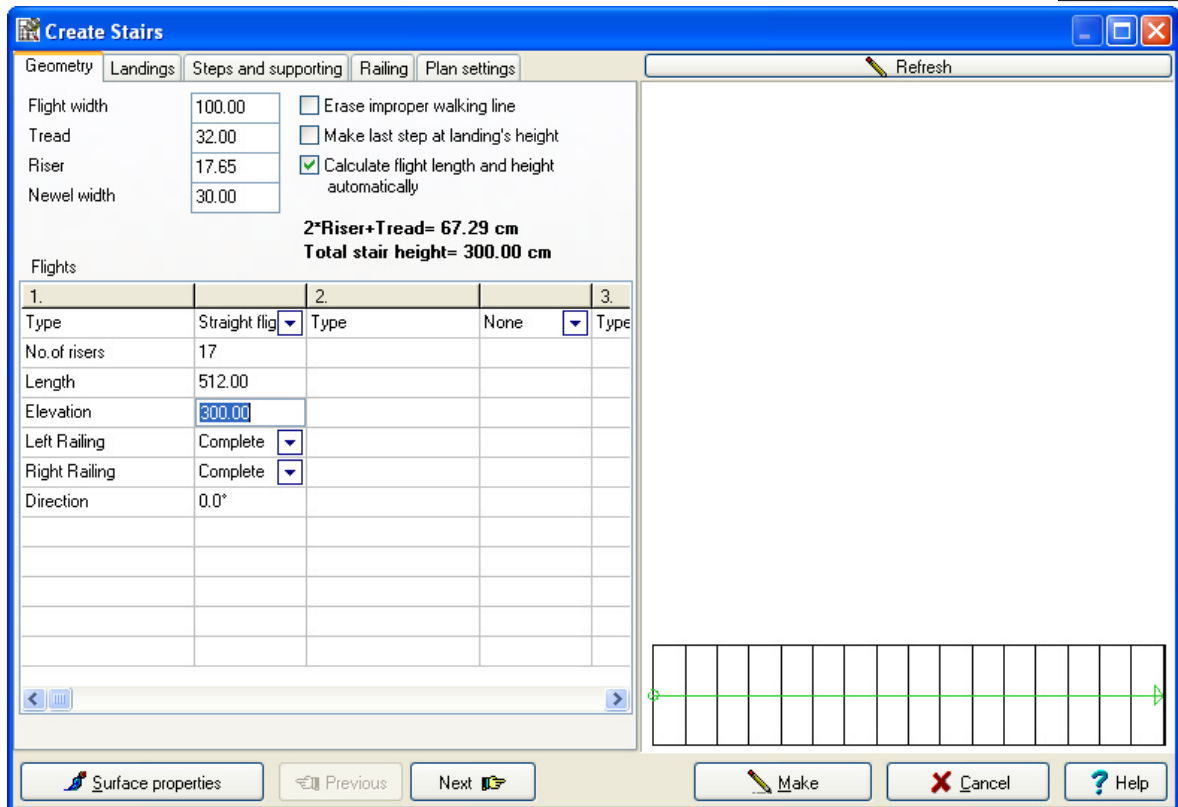 Create Stairs
Geometry Landings Steps and supporting Railing Plan settings
Refresh
Flight width 100.00
Tread 32.00
Riser 17.65
Newel width 30.00
Erase improper walking line
Make last step at landing's height
Calculate flight length and height
automatically
2*Riser+Tread= 67.29 cm
Total stair height= 300.00 cm
Flights
1. 2. 3.
Type Straight flig Type None Type
No.of risers 17
Length 512.00
Elevation 300.00
Left Railing Complete
Right Railing Complete
Direction 0.0°
Surface properties Previous Next Make Cancel Help